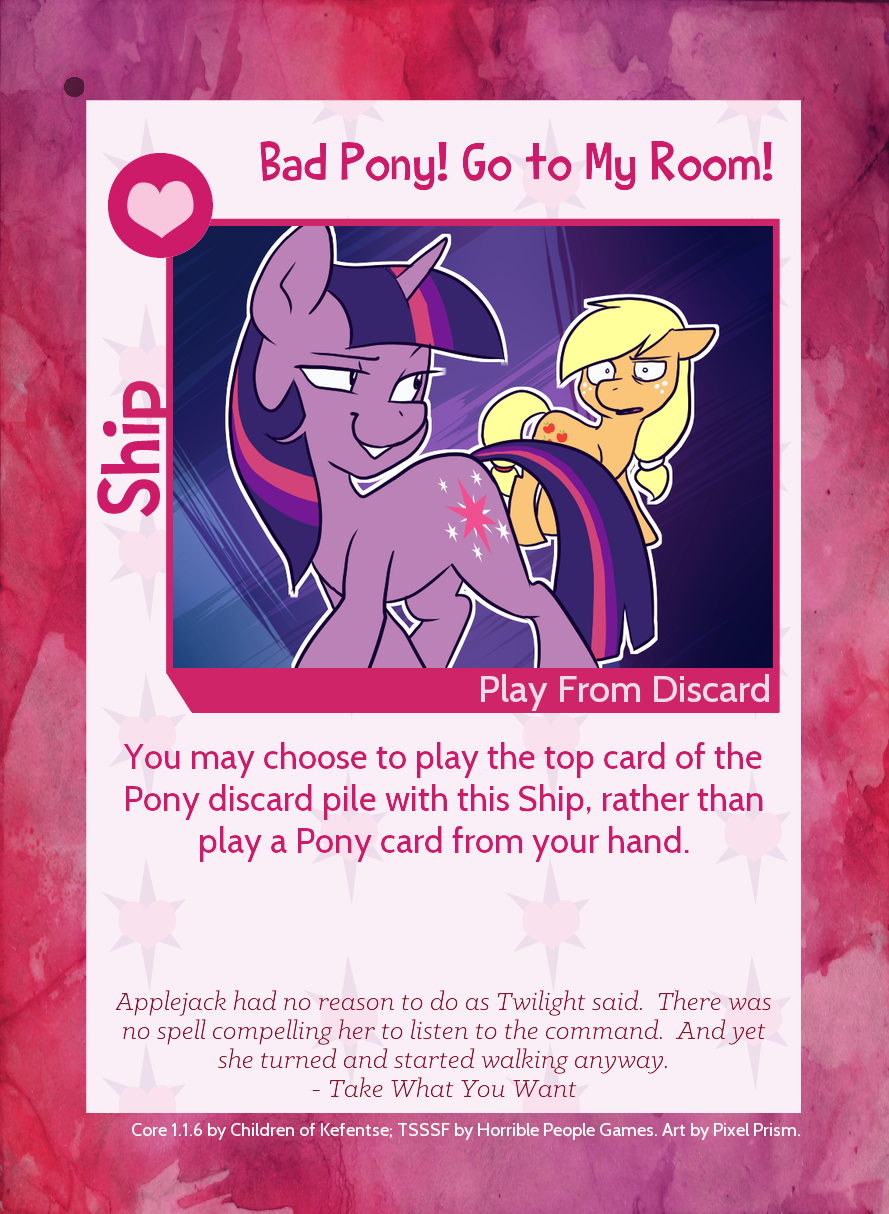 Bad Pony! Go to My Room!
Ship
Play From Discard
You may choose to play the top card of the
Pony discard pile with this Ship, rather than
play a Pony card from your hand.
Applejack had no reason to do as Twilight said.  There was
no spell compelling her to listen to the command.  And yet
she turned and started walking anyway.
- Take What You Want
Core 1.1.6 by Children of Kefentse; TSSSF by Horrible People Games. Art by Pixel Prism.